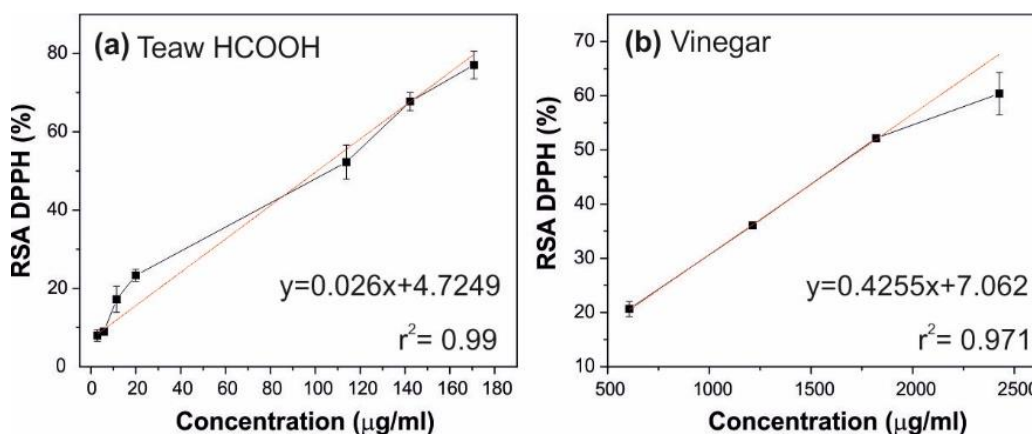 (a) Teaw HCOOH
RSA DPPH (%)
80
60
40
20
0
y=0.026x+4.7249
r²= 0.99
0 20 40 60 80 100 120 140 160 180
Concentration (µg/ml)
(b) Vinegar
RSA DPPH (%)
70
60
50
40
30
20
10
y=0.4255x+7.062
r²= 0.971
500 1000 1500 2000 2500
Concentration (µg/ml)